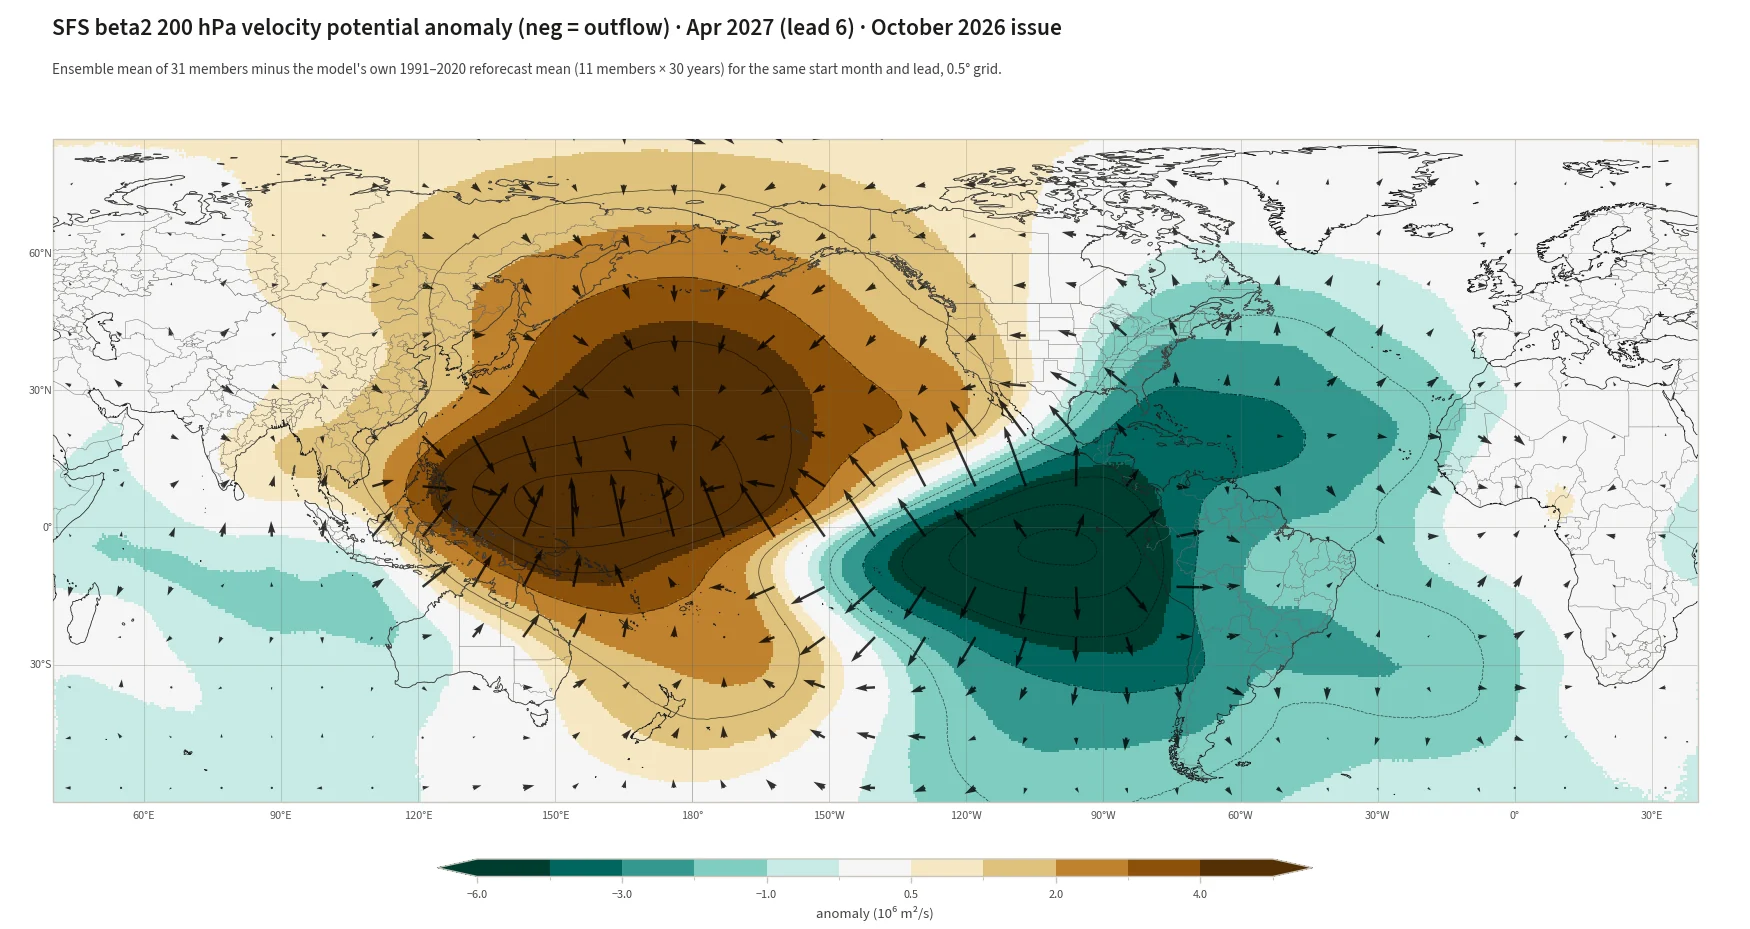 SFS beta2 200 hPa velocity potential anomaly (neg = outflow) · Apr 2027 (lead 6) · October 2026 issue
Ensemble mean of 31 members minus the model's own 1991–2020 reforecast mean (11 members × 30 years) for the same start month and lead, 0.5° grid.
60°N
30°N
0°
30°S
60°E 90°E 120°E 150°E 180° 150°W 120°W 90°W 60°W 30°W 0° 30°E
−6.0 −3.0 −1.0 0.5 2.0 4.0
anomaly (10⁶ m²/s)